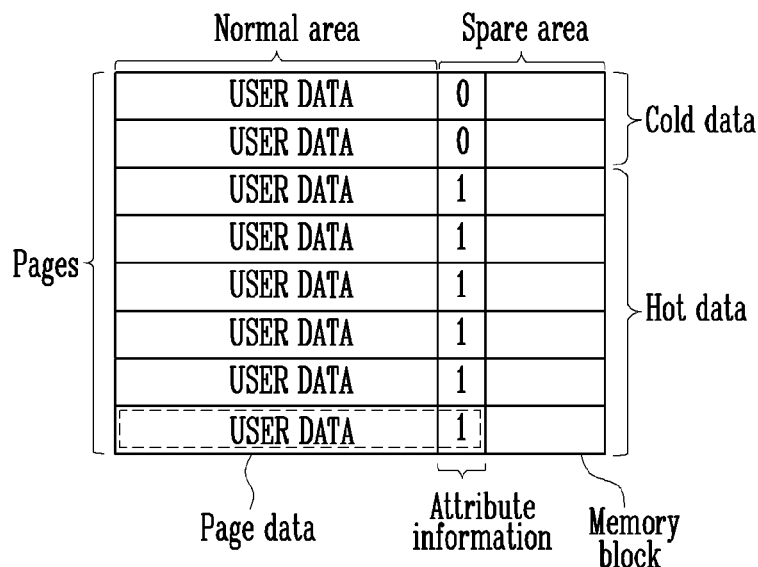 Normal area Spare area
USER DATA 0
USER DATA 0
Cold data
USER DATA 1
USER DATA 1
Pages
USER DATA 1
Hot data
USER DATA 1
USER DATA 1
USER DATA 1
Page data
Attribute
information
Memory
block